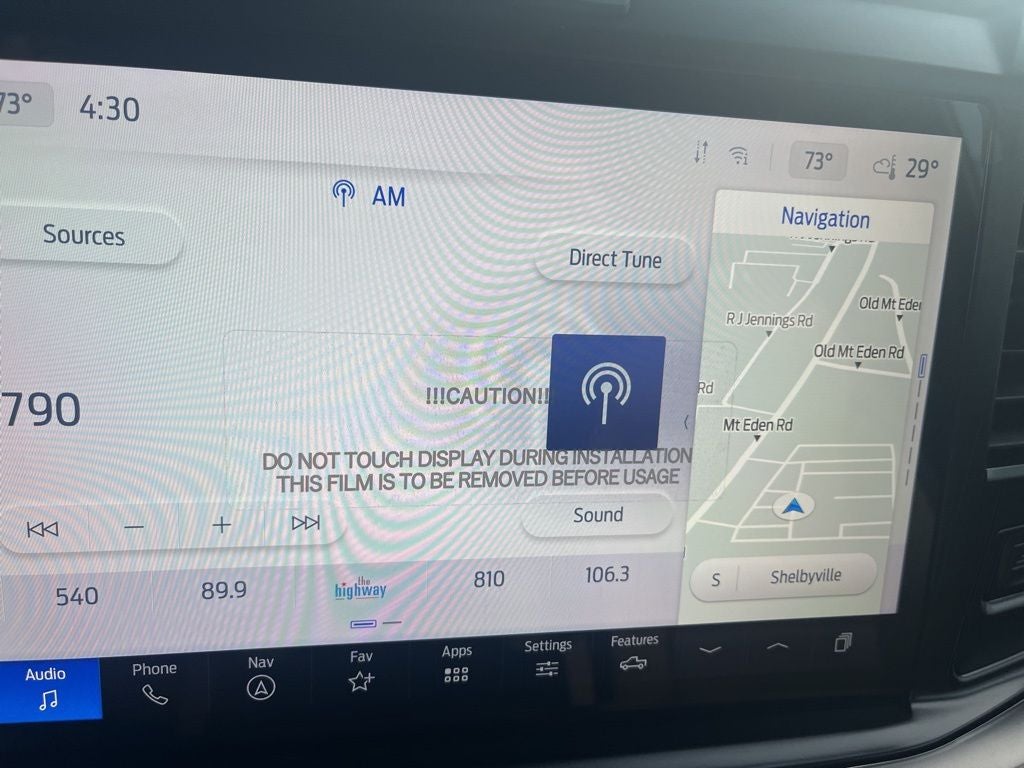 73°
4:30
73°
29°
AM
Navigation
Sources
Direct Tune
Old Mt Eden
R J Jennings Rd
Old Mt Eden Rd
Rd
Mt Eden Rd
790
!!!CAUTION!!
DO NOT TOUCH DISPLAY DURING INSTALLATION
THIS FILM IS TO BE REMOVED BEFORE USAGE
Sound
S Shelbyville
540
89.9
the highway
810
106.3
Audio
Phone
Nav
Fav
Apps
Settings
Features